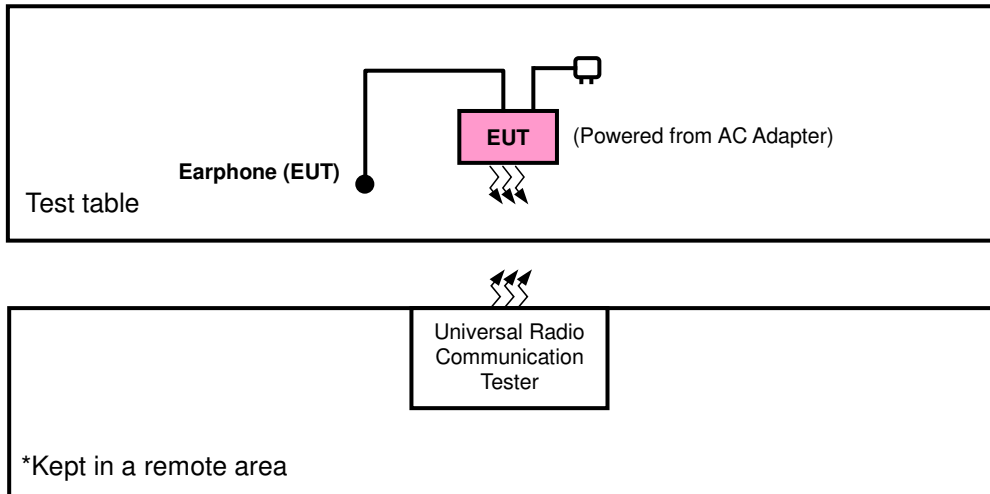 EUT
(Powered from AC Adapter)
Earphone (EUT)
Test table
Universal Radio
Communication
Tester
*Kept in a remote area